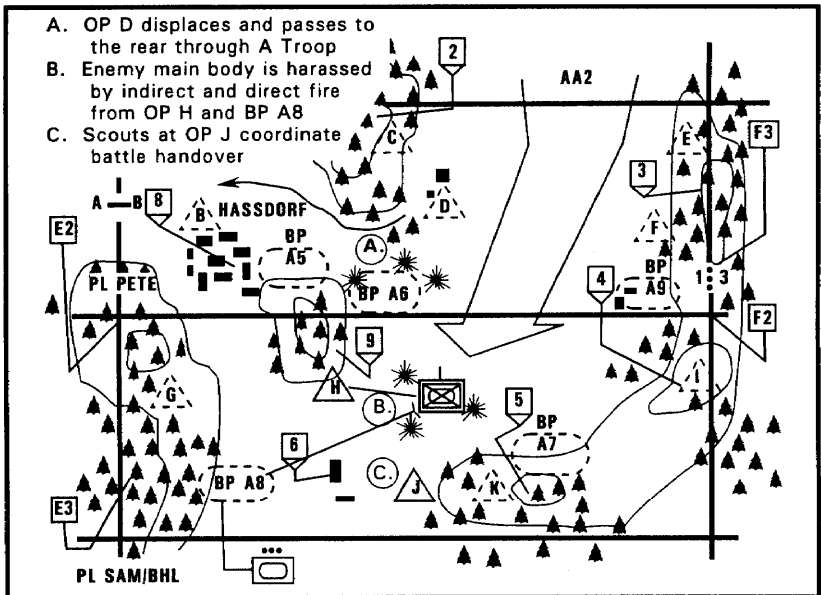 A. OP D displaces and passes to
the rear through A Troop
B. Enemy main body is harassed
by indirect and direct fire
from OP H and BP A8
C. Scouts at OP J coordinate
battle handover
2
AA2
C
E
F3
3
A B
8
B
HASSDORF
D
E2
BP
A5
A.
F
BP
A9
1 3
PL PETE
BP A6
4
9
F2
G
H
I
B.
5
BP
A7
6
BP A8
C.
J
K
E3
PL SAM/BHL